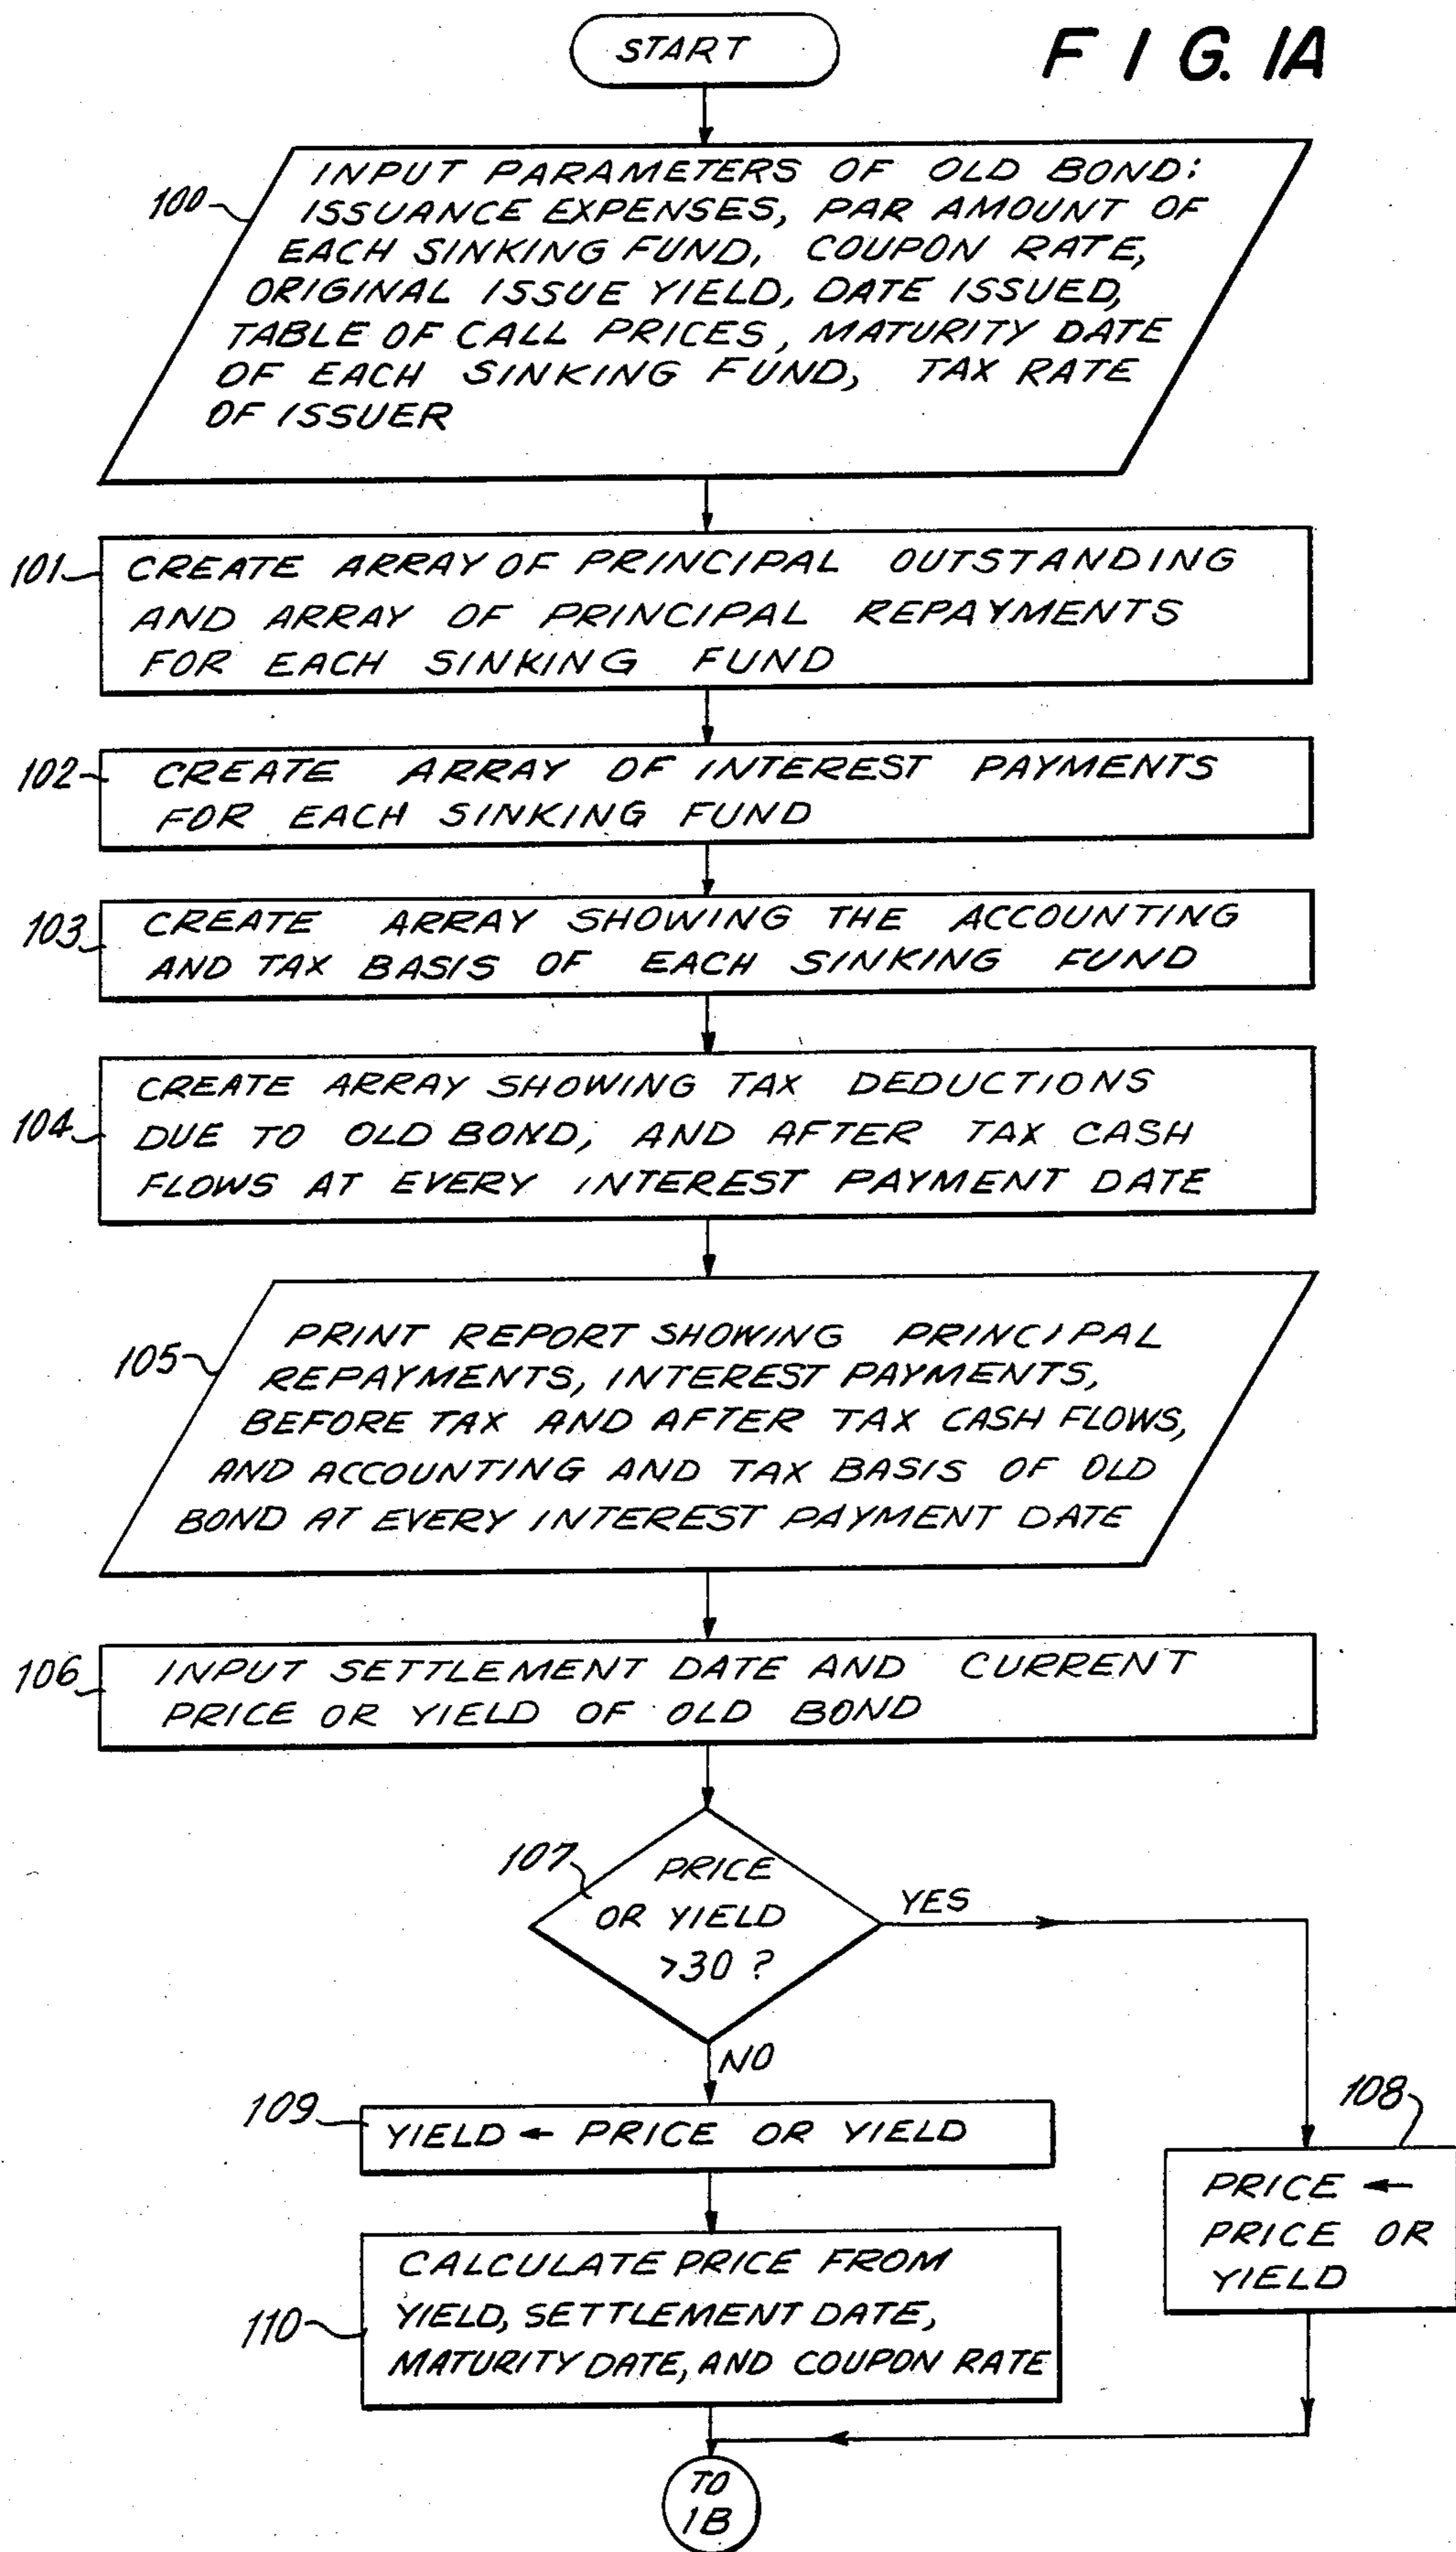 START
FIG. 1A
100
INPUT PARAMETERS OF OLD BOND:
ISSUANCE EXPENSES, PAR AMOUNT OF
EACH SINKING FUND, COUPON RATE,
ORIGINAL ISSUE YIELD, DATE ISSUED,
TABLE OF CALL PRICES, MATURITY DATE
OF EACH SINKING FUND, TAX RATE
OF ISSUER
101
CREATE ARRAY OF PRINCIPAL OUTSTANDING
AND ARRAY OF PRINCIPAL REPAYMENTS
FOR EACH SINKING FUND
102
CREATE ARRAY OF INTEREST PAYMENTS
FOR EACH SINKING FUND
103
CREATE ARRAY SHOWING THE ACCOUNTING
AND TAX BASIS OF EACH SINKING FUND
104
CREATE ARRAY SHOWING TAX DEDUCTIONS
DUE TO OLD BOND, AND AFTER TAX CASH
FLOWS AT EVERY INTEREST PAYMENT DATE
105
PRINT REPORT SHOWING PRINCIPAL
REPAYMENTS, INTEREST PAYMENTS,
BEFORE TAX AND AFTER TAX CASH FLOWS,
AND ACCOUNTING AND TAX BASIS OF OLD
BOND AT EVERY INTEREST PAYMENT DATE
106
INPUT SETTLEMENT DATE AND CURRENT
PRICE OR YIELD OF OLD BOND
107
PRICE
OR YIELD
>30 ?
YES
NO
109
YIELD ← PRICE OR YIELD
108
PRICE ←
PRICE OR
YIELD
110
CALCULATE PRICE FROM
YIELD, SETTLEMENT DATE,
MATURITY DATE, AND COUPON RATE
TO
1B